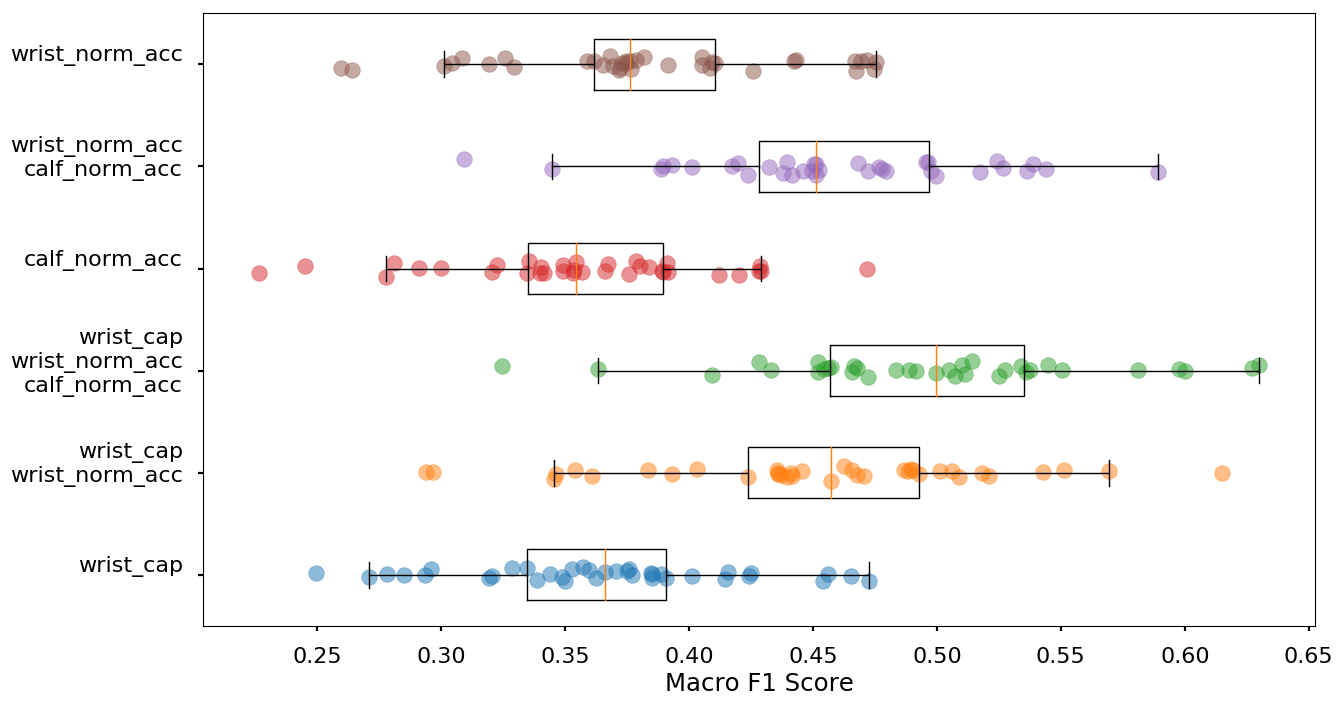 wrist_norm_acc
wrist_norm_acc
calf_norm_acc
calf_norm_acc
wrist_cap
wrist_norm_acc
calf_norm_acc
wrist_cap
wrist_norm_acc
wrist_cap
0.25 0.30 0.35 0.40 0.45 0.50 0.55 0.60 0.65
Macro F1 Score